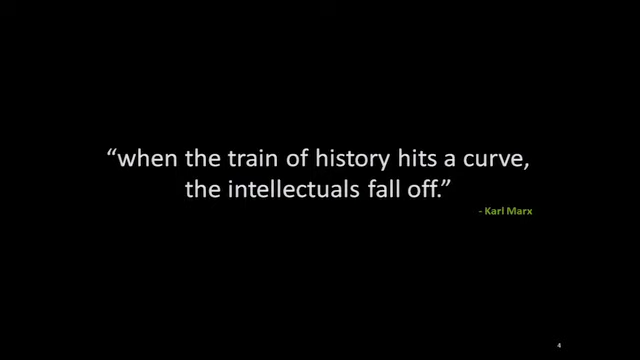 “when the train of history hits a curve,
the intellectuals fall off.”
- Karl Marx
4